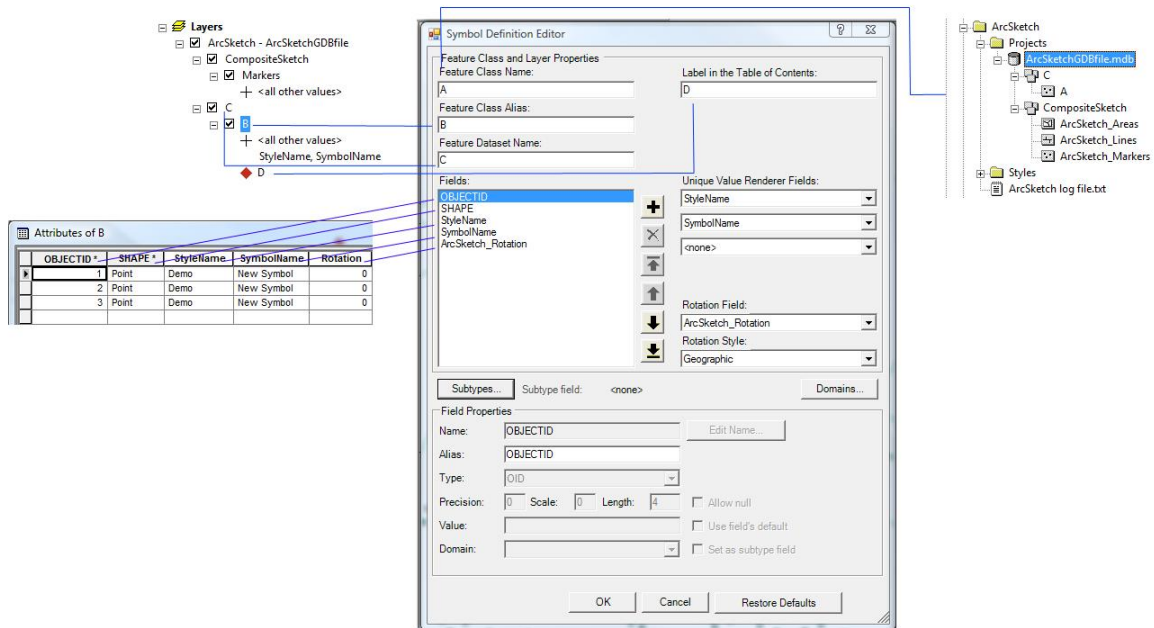 Layers
ArcSketch - ArcSketchGDBfile
CompositeSketch
Markers
<all other values>
C
B
<all other values>
StyleName, SymbolName
D
Attributes of B
OBJECTID * SHAPE * StyleName SymbolName Rotation
1 Point Demo New Symbol 0
2 Point Demo New Symbol 0
3 Point Demo New Symbol 0
Symbol Definition Editor
Feature Class and Layer Properties
Feature Class Name: Label in the Table of Contents:
A D
Feature Class Alias:
B
Feature Dataset Name:
C
Fields: Unique Value Renderer Fields:
OBJECTID StyleName
SHAPE
StyleName
SymbolName SymbolName
ArcSketch_Rotation <none>
Rotation Field:
ArcSketch_Rotation
Rotation Style:
Geographic
Subtypes... Subtype field: <none> Domains...
Field Properties
Name: OBJECTID Edit Name...
Alias: OBJECTID
Type: OID
Precision: 0 Scale: 0 Length: 4 Allow null
Value: Use field's default
Domain: Set as subtype field
OK Cancel Restore Defaults
ArcSketch
Projects
ArcSketchGDBfile.mdb
C
A
CompositeSketch
ArcSketch_Areas
ArcSketch_Lines
ArcSketch_Markers
Styles
ArcSketch log file.txt